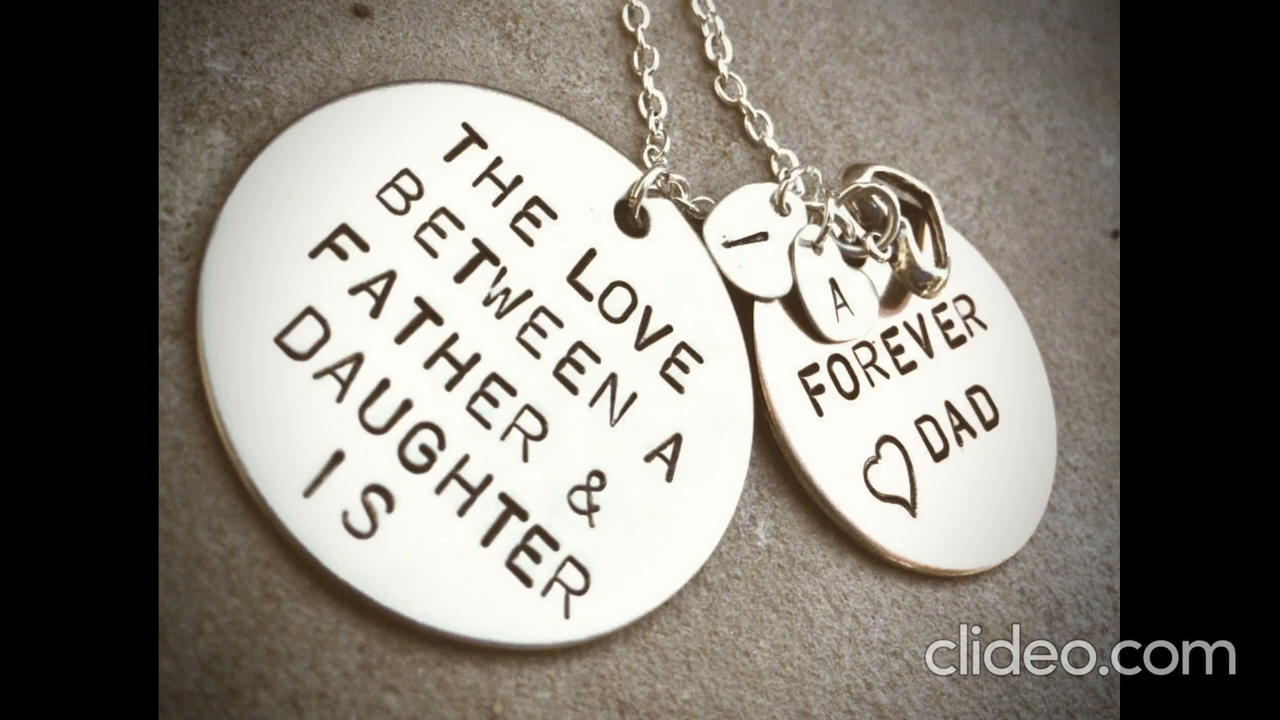 THE LOVE
BETWEEN A
FATHER &
DAUGHTER
IS
I
A
FOREVER
♡ DAD
clideo.com